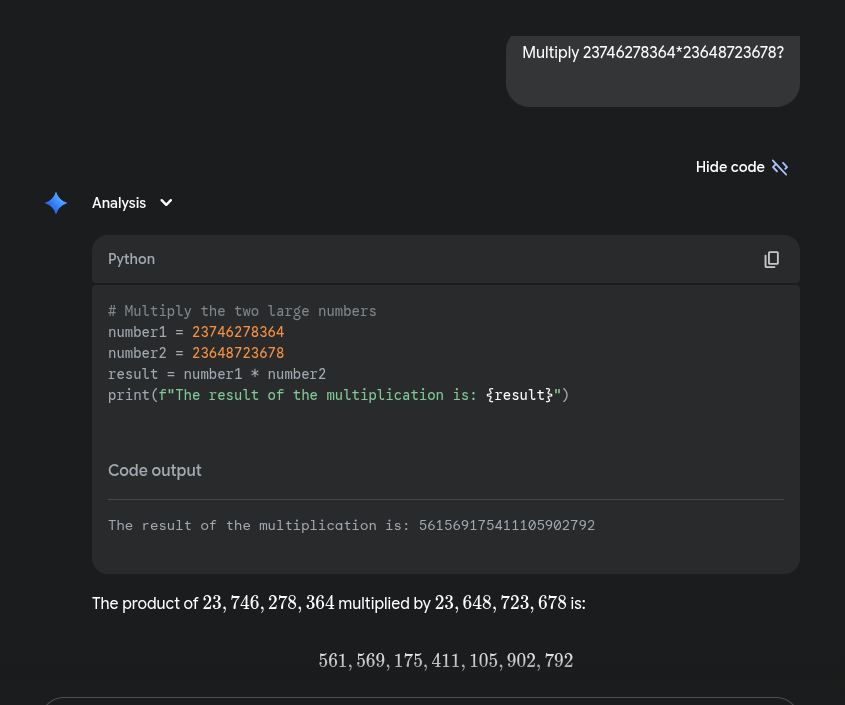 Multiply 23746278364*23648723678?
Hide code
Analysis
Python
# Multiply the two large numbers
number1 = 23746278364
number2 = 23648723678
result = number1 * number2
print(f"The result of the multiplication is: {result}")
Code output
The result of the multiplication is: 561569175411105902792
The product of 23,746,278,364 multiplied by 23,648,723,678 is:
561,569,175,411,105,902,792